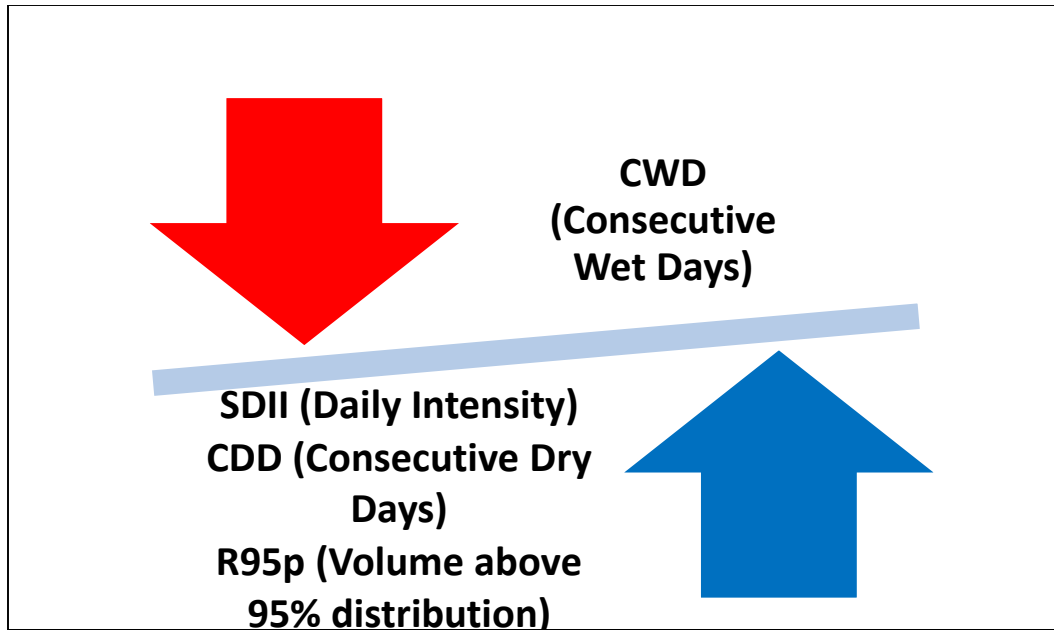 CWD
(Consecutive
Wet Days)
SDII (Daily Intensity)
CDD (Consecutive Dry
Days)
R95p (Volume above
95% distribution)